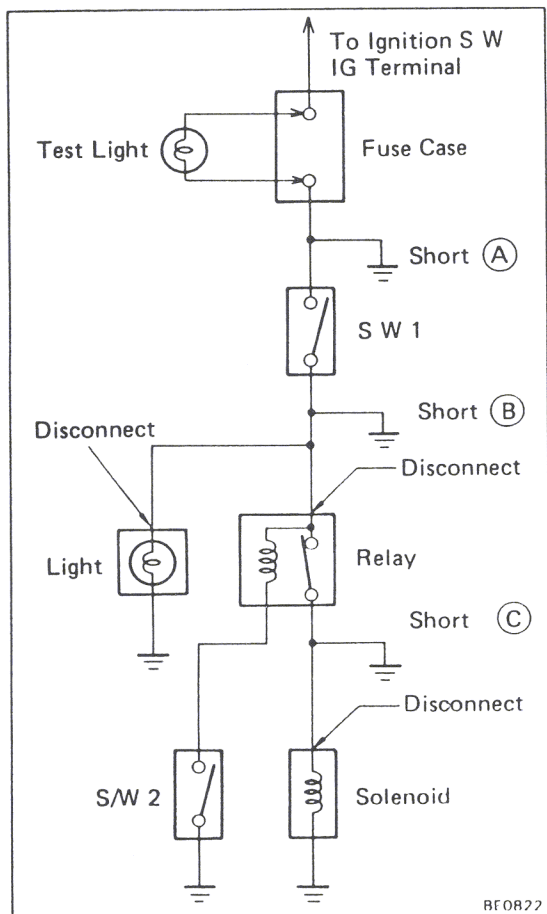 To Ignition S W
IG Terminal
Test Light
Fuse Case
Short A
S W 1
Short B
Disconnect
Disconnect
Light
Relay
Short C
Disconnect
S/W 2
Solenoid
BE0822